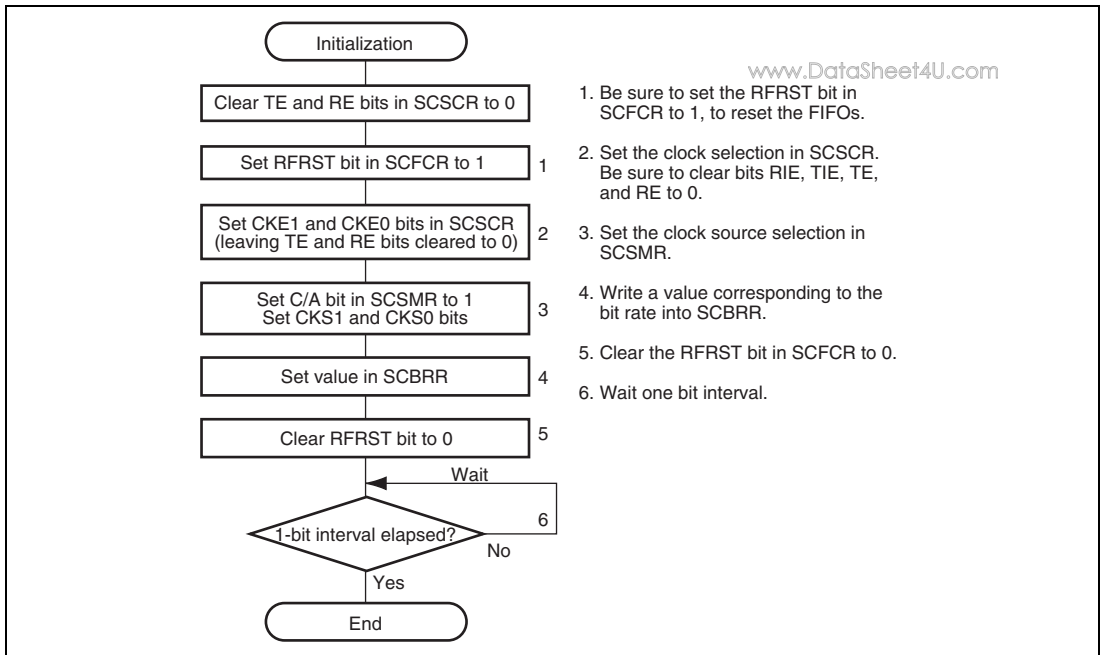 Initialization
www.DataSheet4U.com
Clear TE and RE bits in SCSCR to 0
Set RFRST bit in SCFCR to 1
1
Set CKE1 and CKE0 bits in SCSCR
(leaving TE and RE bits cleared to 0)
2
Set C/A bit in SCSMR to 1
Set CKS1 and CKS0 bits
3
Set value in SCBRR
4
Clear RFRST bit to 0
5
Wait
1-bit interval elapsed?
6
No
Yes
End
1. Be sure to set the RFRST bit in
SCFCR to 1, to reset the FIFOs.
2. Set the clock selection in SCSCR.
Be sure to clear bits RIE, TIE, TE,
and RE to 0.
3. Set the clock source selection in
SCSMR.
4. Write a value corresponding to the
bit rate into SCBRR.
5. Clear the RFRST bit in SCFCR to 0.
6. Wait one bit interval.